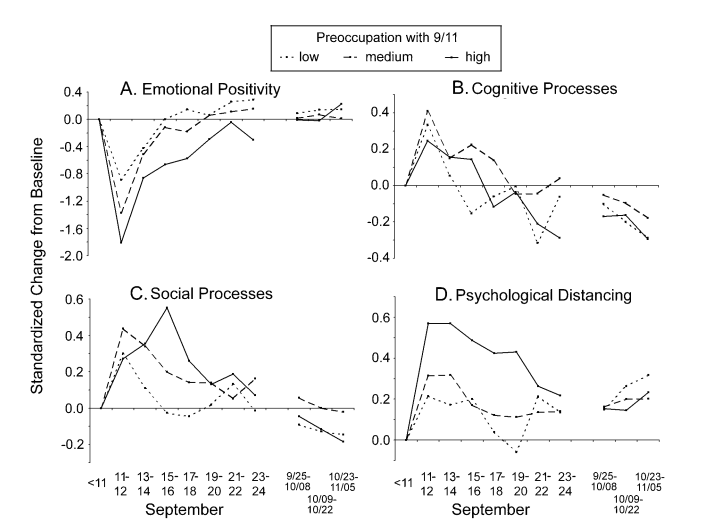 Preoccupation with 9/11
low medium high
A. Emotional Positivity
B. Cognitive Processes
0.4
0.0
-0.4
-0.8
-1.2
-1.6
-2.0
0.4
0.2
0.0
-0.2
-0.4
Standardized Change from Baseline
C. Social Processes
D. Psychological Distancing
0.6
0.4
0.2
0.0
-0.2
0.6
0.4
0.2
0.0
<11 11- 13- 15- 17- 19- 21- 23- 9/25- 10/23-
12 14 16 18 20 22 24 10/08 11/05
10/09-
10/22
September
<11 11- 13- 15- 17- 19- 21- 23- 9/25- 10/23-
12 14 16 18 20 22 24 10/08 11/05
10/09-
10/22
September